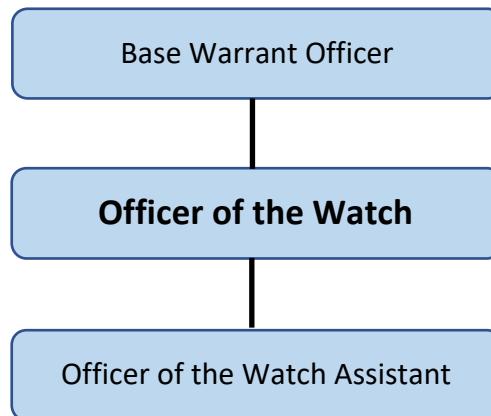 Base Warrant Officer
Officer of the Watch
Officer of the Watch Assistant